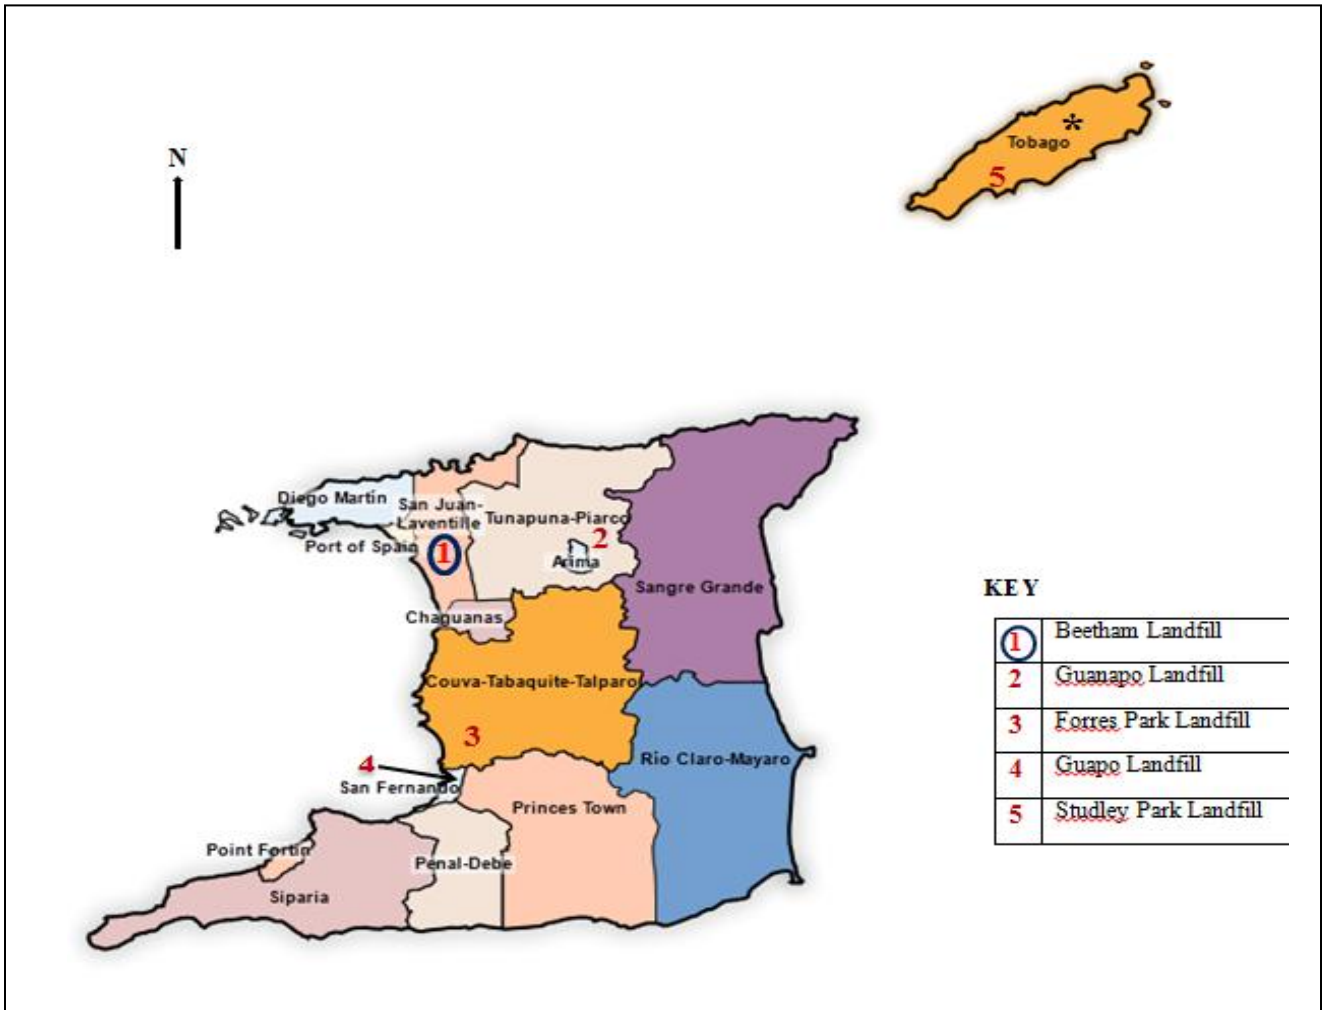 N
*
Tobago
5
Diego Martin
San Juan-
Laventille
Tunapuna-Piarco
2
Port of Spain
1
Arima
Sangre Grande
Chaguanas
Couva-Tabaquite-Talparo
3
Rio Claro-Mayaro
4
San Fernando
Princes Town
Point Fortin
Penal-Debe
Siparia
KEY
1 Beetham Landfill
2 Guanapo Landfill
3 Forres Park Landfill
4 Guapo Landfill
5 Studley Park Landfill